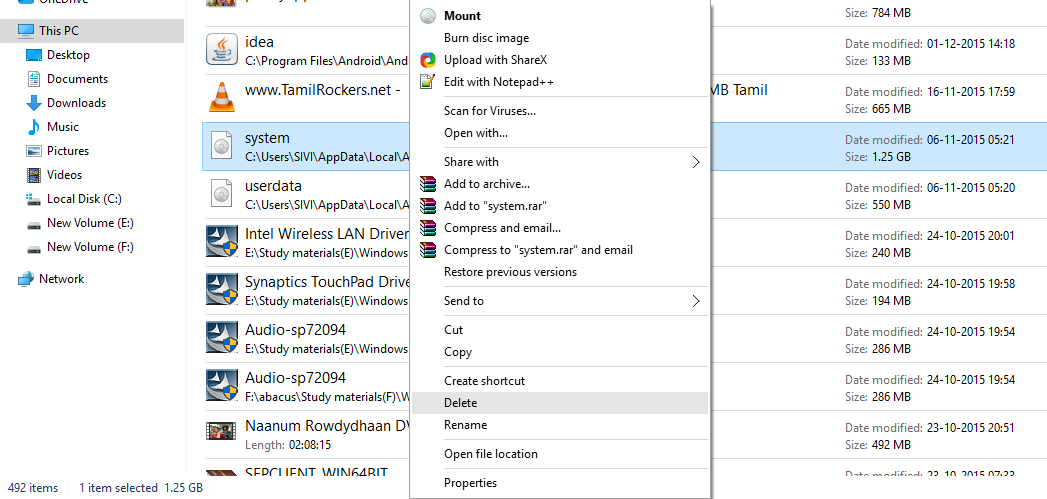 OneDrive
This PC
Desktop
Documents
Downloads
Music
Pictures
Videos
Local Disk (C:)
New Volume (E:)
New Volume (F:)
Network
Size: 784 MB
idea
C:\Program Files\Android\And
Date modified: 01-12-2015 14:18
Size: 133 MB
www.TamilRockers.net -
MB Tamil
Date modified: 16-11-2015 17:59
Size: 665 MB
system
C:\Users\SIVI\AppData\Local\A
Date modified: 06-11-2015 05:21
Size: 1.25 GB
userdata
C:\Users\SIVI\AppData\Local\A
Date modified: 06-11-2015 05:20
Size: 550 MB
Intel Wireless LAN Driver
E:\Study materials(E)\Windows
Date modified: 24-10-2015 20:01
Size: 240 MB
Synaptics TouchPad Drive
E:\Study materials(E)\Windows
Date modified: 24-10-2015 19:58
Size: 194 MB
Audio-sp72094
E:\Study materials(E)\Windows
Date modified: 24-10-2015 19:54
Size: 286 MB
Audio-sp72094
F:\abacus\Study materials(F)\W
Date modified: 24-10-2015 19:54
Size: 286 MB
Naanum Rowdydhaan DV
Length: 02:08:15
Date modified: 23-10-2015 20:51
Size: 492 MB
SEPCLIENT_WIN64BIT
Date modified: 23-10-2015 07:33
Mount
Burn disc image
Upload with ShareX
Edit with Notepad++
Scan for Viruses...
Open with...
Share with
Add to archive...
Add to "system.rar"
Compress and email...
Compress to "system.rar" and email
Restore previous versions
Send to
Cut
Copy
Create shortcut
Delete
Rename
Open file location
Properties
492 items 1 item selected 1.25 GB